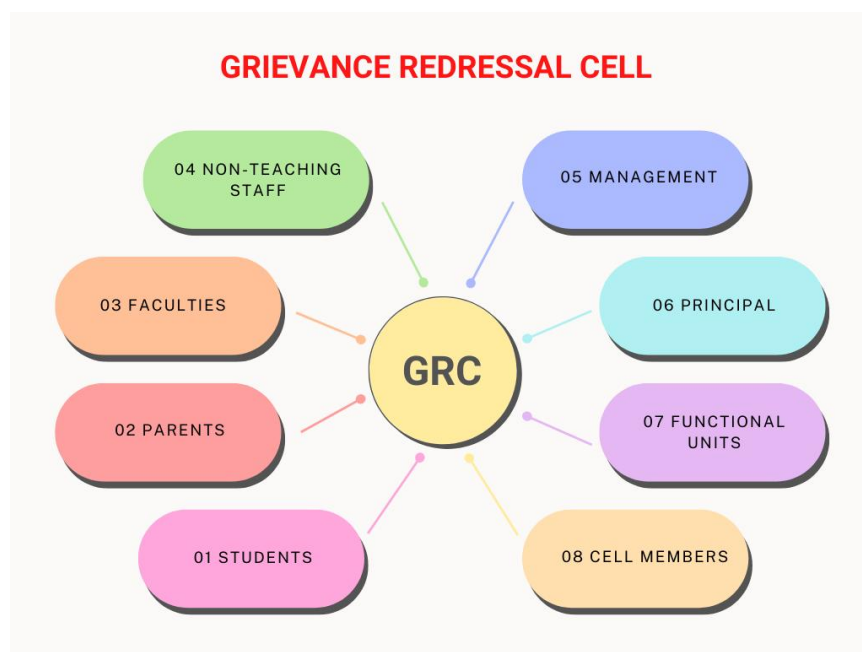 GRIEVANCE REDRESSAL CELL
04 NON-TEACHING
STAFF
05 MANAGEMENT
03 FACULTIES
06 PRINCIPAL
GRC
02 PARENTS
07 FUNCTIONAL
UNITS
01 STUDENTS
08 CELL MEMBERS